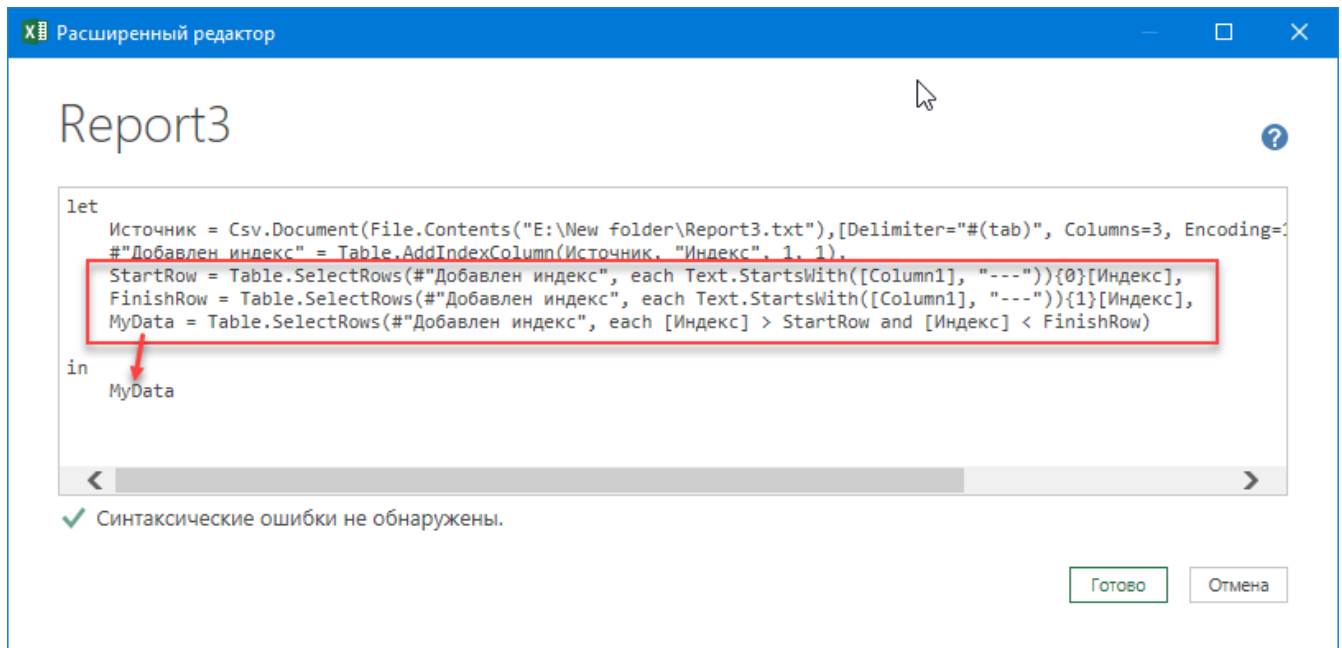 Расширенный редактор
Report3
let
Источник = Csv.Document(File.Contents("E:\New folder\Report3.txt"),[Delimiter="#(tab)", Columns=3, Encoding=1
#"Добавлен индекс" = Table.AddIndexColumn(Источник, "Индекс", 1, 1),
StartRow = Table.SelectRows(#"Добавлен индекс", each Text.StartsWith([Column1], "---")){0}[Индекс],
FinishRow = Table.SelectRows(#"Добавлен индекс", each Text.StartsWith([Column1], "---")){1}[Индекс],
MyData = Table.SelectRows(#"Добавлен индекс", each [Индекс] > StartRow and [Индекс] < FinishRow)
in
MyData
Синтаксические ошибки не обнаружены.
Готово
Отмена